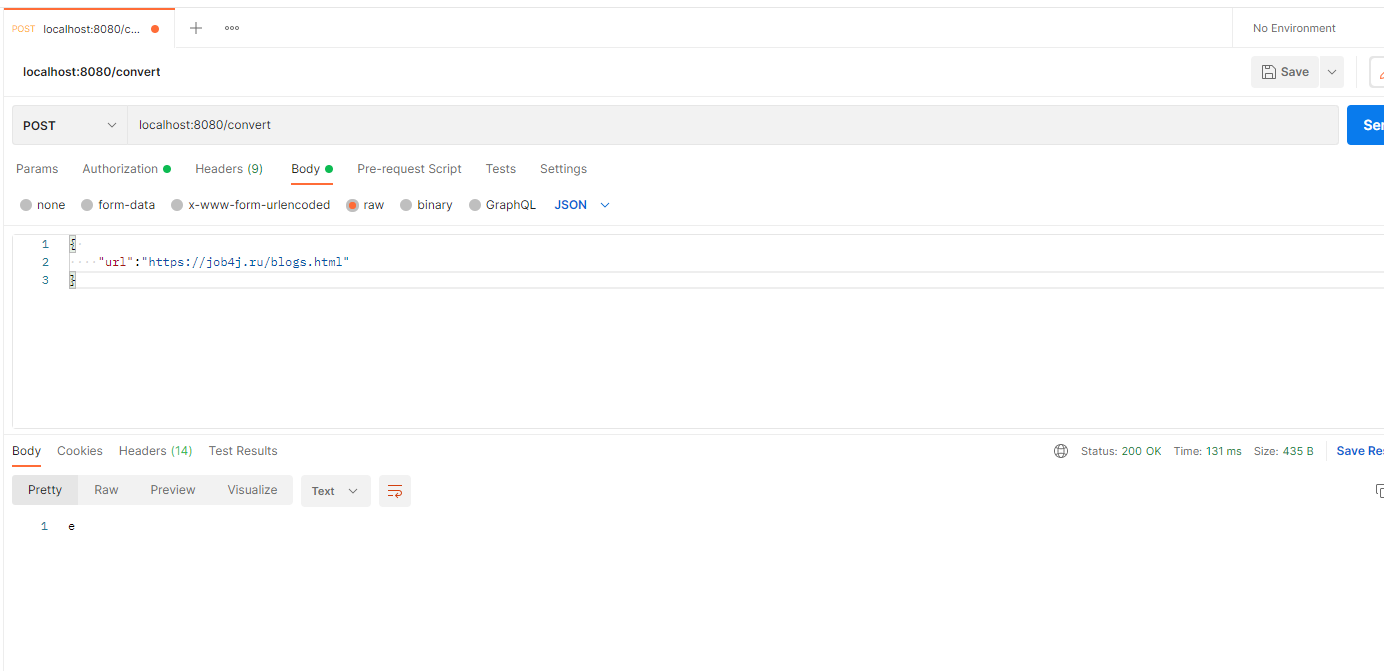 POST localhost:8080/c... No Environment
localhost:8080/convert Save
POST localhost:8080/convert
Params Authorization Headers (9) Body Pre-request Script Tests Settings
none form-data x-www-form-urlencoded raw binary GraphQL JSON
1 {
2 "url":"https://job4j.ru/blogs.html"
3 }
Body Cookies Headers (14) Test Results Status: 200 OK Time: 131 ms Size: 435 B Save Res
Pretty Raw Preview Visualize Text
1 e